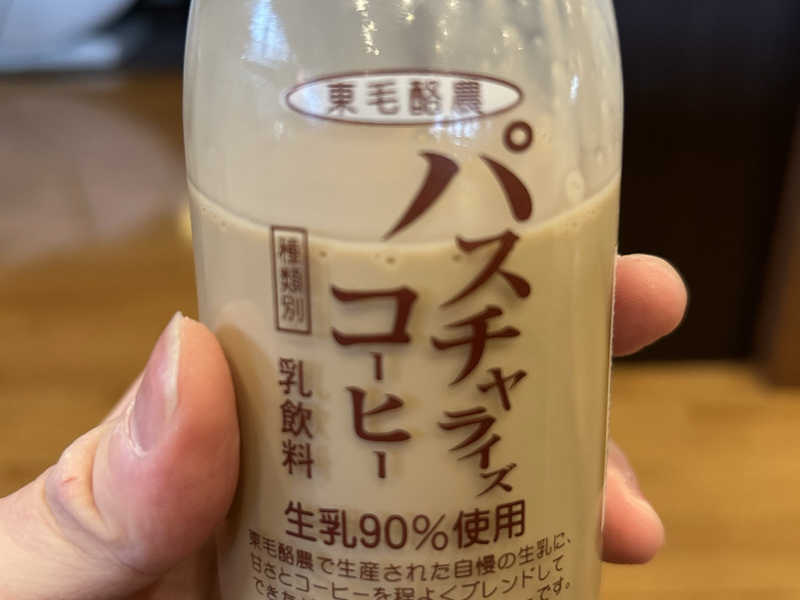 東毛酪農
パスチャライズ
コーヒー
種類別
乳飲料
生乳90%使用
東毛酪農で生産された自慢の生乳に、
甘さとコーヒーを程よくブレンドして
です。